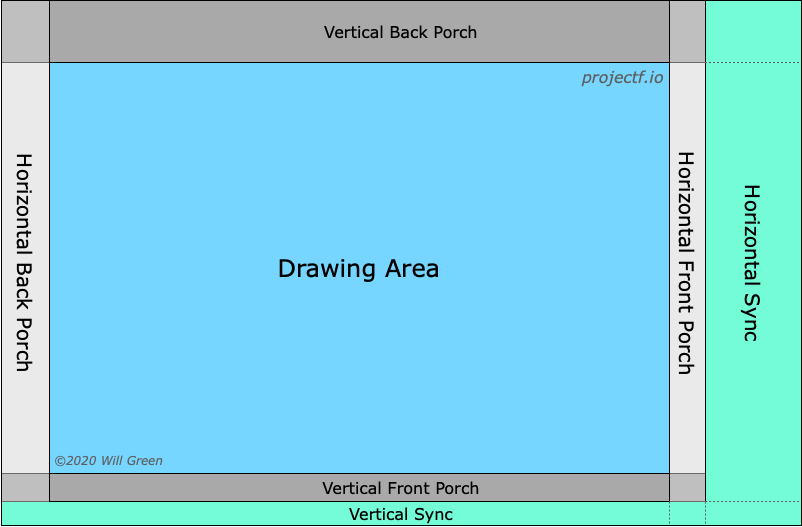 Vertical Back Porch
projectf.io
Horizontal Back Porch
Drawing Area
Horizontal Front Porch
Horizontal Sync
©2020 Will Green
Vertical Front Porch
Vertical Sync